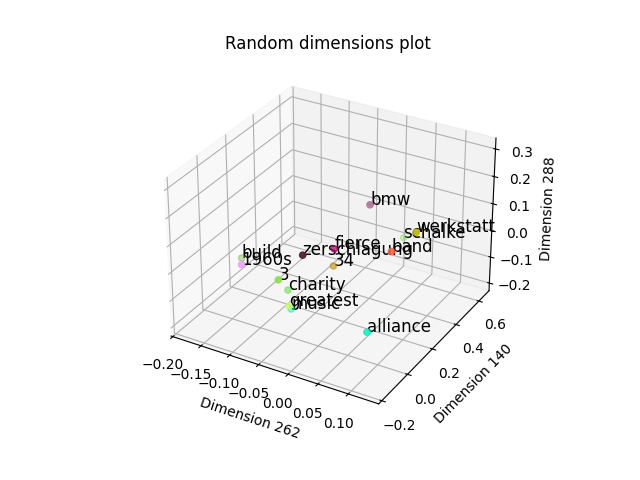 Random dimensions plot
bmw
werkstatt
schalke
fierce
hand
zerschlagung
build
1960s
34
3
charity
greatest
music
alliance
0.3
0.2
0.1
0.0
−0.1
−0.2
Dimension 288
−0.20
−0.15
−0.10
−0.05
0.00
0.05
0.10
Dimension 262
−0.2
0.0
0.2
0.4
0.6
Dimension 140